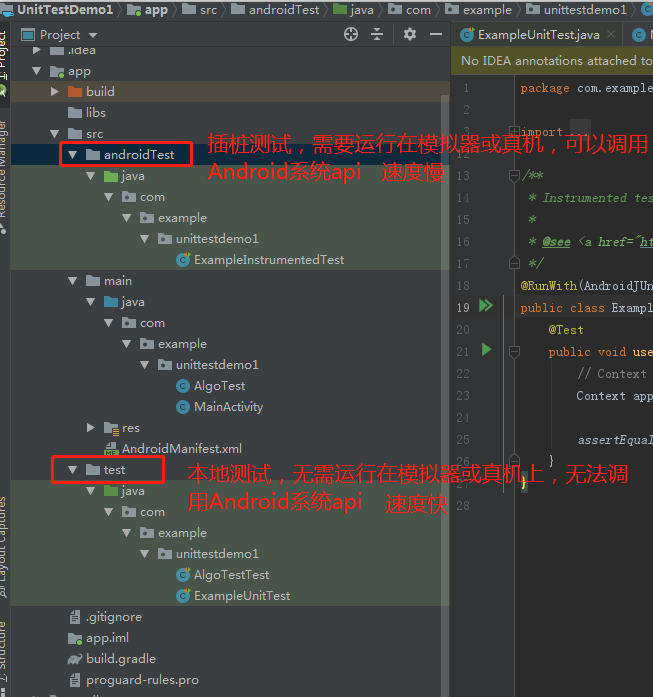 UnitTestDemo1 app src androidTest java com example unittestdemo1
Project
ExampleUnitTest.java
1: Project
Resource Manager
Layout Captures
7: Structure
.idea
app
build
libs
src
androidTest
java
com
example
unittestdemo1
ExampleInstrumentedTest
main
java
com
example
unittestdemo1
AlgoTest
MainActivity
res
AndroidManifest.xml
test
java
com
example
unittestdemo1
AlgoTestTest
ExampleUnitTest
.gitignore
app.iml
build.gradle
proguard-rules.pro
插桩测试，需要运行在模拟器或真机，可以调用
Android系统api 速度慢
本地测试，无需运行在模拟器或真机上，无法调
用Android系统api 速度快
No IDEA annotations attached to
1 package com.example
2
3 import ...
12
13 /**
14 * Instrumented tes
15 *
16 * @see <a href="ht
17 */
18 @RunWith(AndroidJUn
19 public class Exampl
20 @Test
21 public void use
22 // Context
23 Context app
24
25 assertEqual
26 }
27 }
28